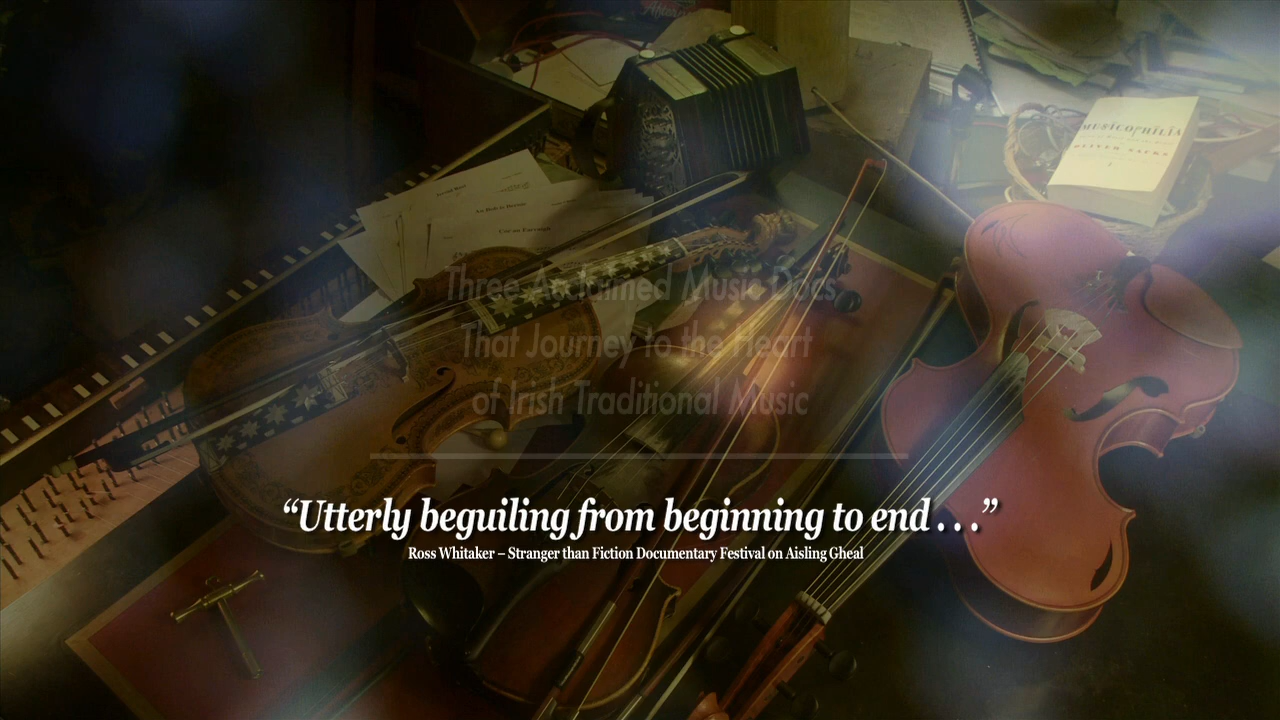 MUSICOPHILIA
OLIVER SACKS
Three Acclaimed Music Docs
That Journey to the Heart
of Irish Traditional Music
“Utterly beguiling from beginning to end . . .”
Ross Whitaker – Stranger than Fiction Documentary Festival on Aisling Gheal